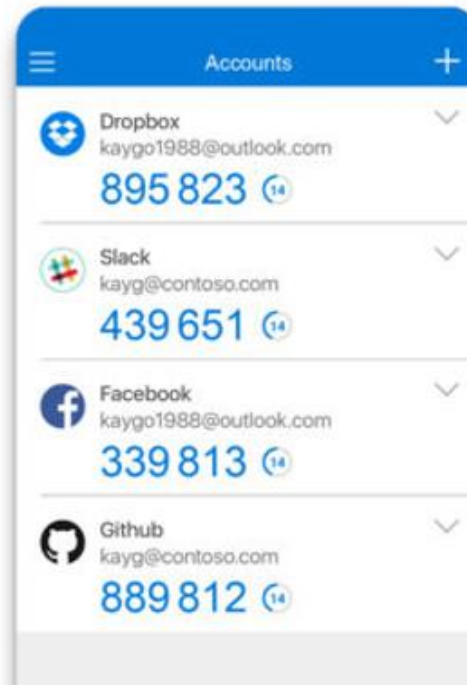 Accounts
Dropbox
kaygo1988@outlook.com
895 823 14
Slack
kayg@contoso.com
439 651 14
Facebook
kaygo1988@outlook.com
339 813 14
Github
kayg@contoso.com
889 812 14